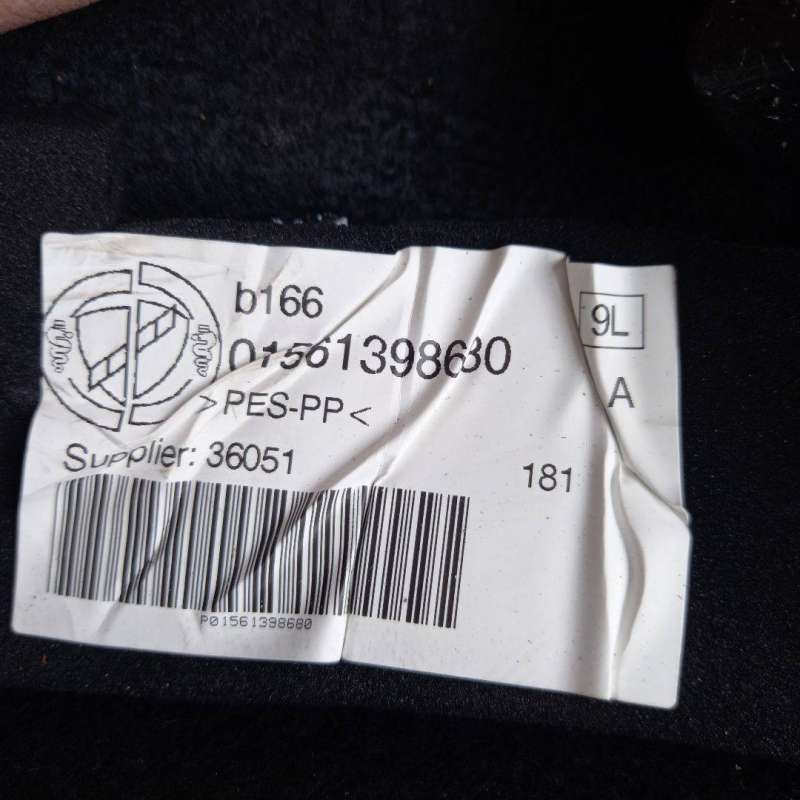 b166
01561398680
>PES-PP<
Supplier: 36051
9L
A
181
P01561398680